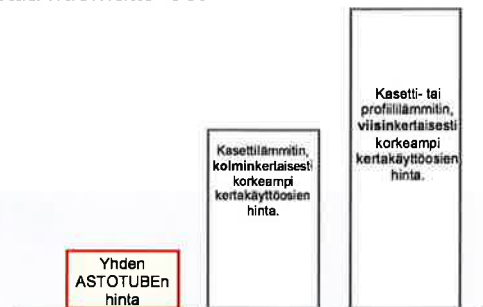 Yhden
ASTOTUBEn
hinta
Kasettilämmitin,
kolminkertaisesti
korkeampi
kertakäyttöosien
hinta.
Kasetti- tai
profiililämmitin,
viisinkertaisesti
korkeampi
kertakäyttöosien
hinta.